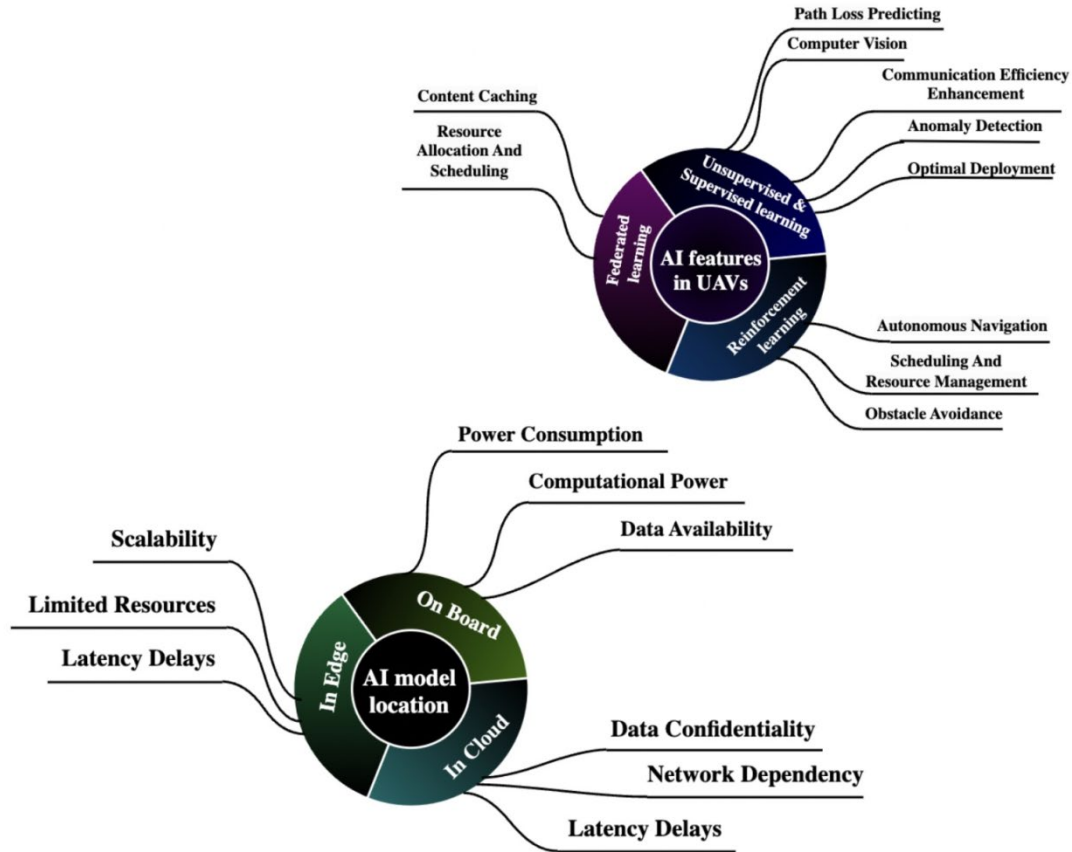 Path Loss Predicting
Computer Vision
Communication Efficiency
Enhancement
Anomaly Detection
Optimal Deployment
Content Caching
Resource
Allocation And
Scheduling
Unsupervised &
Supervised learning
Federated
learning
AI features
in UAVs
Reinforcement
learning
Autonomous Navigation
Scheduling And
Resource Management
Obstacle Avoidance
Power Consumption
Computational Power
Data Availability
Scalability
Limited Resources
Latency Delays
On Board
In Edge
AI model
location
In Cloud
Data Confidentiality
Network Dependency
Latency Delays